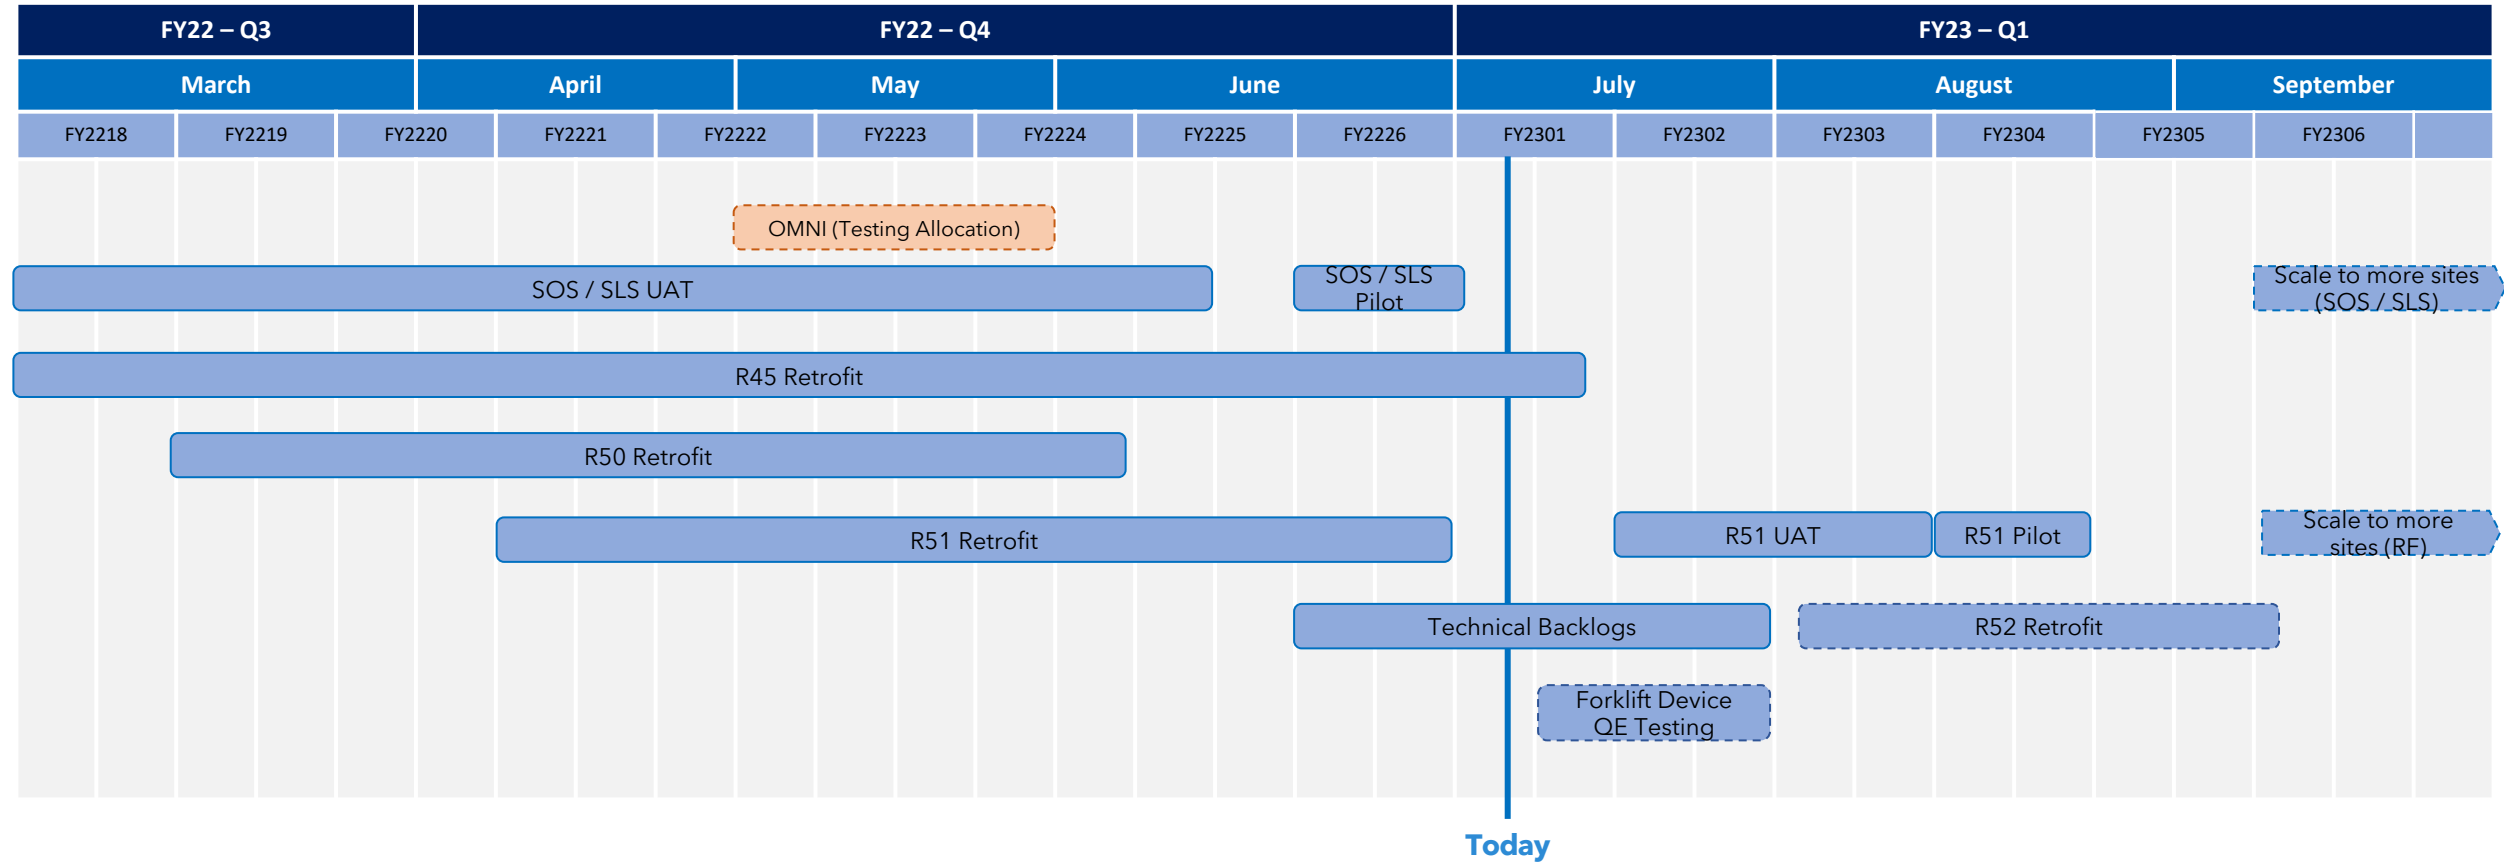 FY22 – Q3
FY22 – Q4
FY23 – Q1
March
April
May
June
July
August
September
FY2218
FY2219
FY2220
FY2221
FY2222
FY2223
FY2224
FY2225
FY2226
FY2301
FY2302
FY2303
FY2304
FY2305
FY2306
OMNI (Testing Allocation)
SOS / SLS UAT
SOS / SLS
Pilot
Scale to more sites
(SOS / SLS)
R45 Retrofit
R50 Retrofit
R51 Retrofit
R51 UAT
R51 Pilot
Scale to more
sites (RF)
Technical Backlogs
R52 Retrofit
Forklift Device
QE Testing
Today